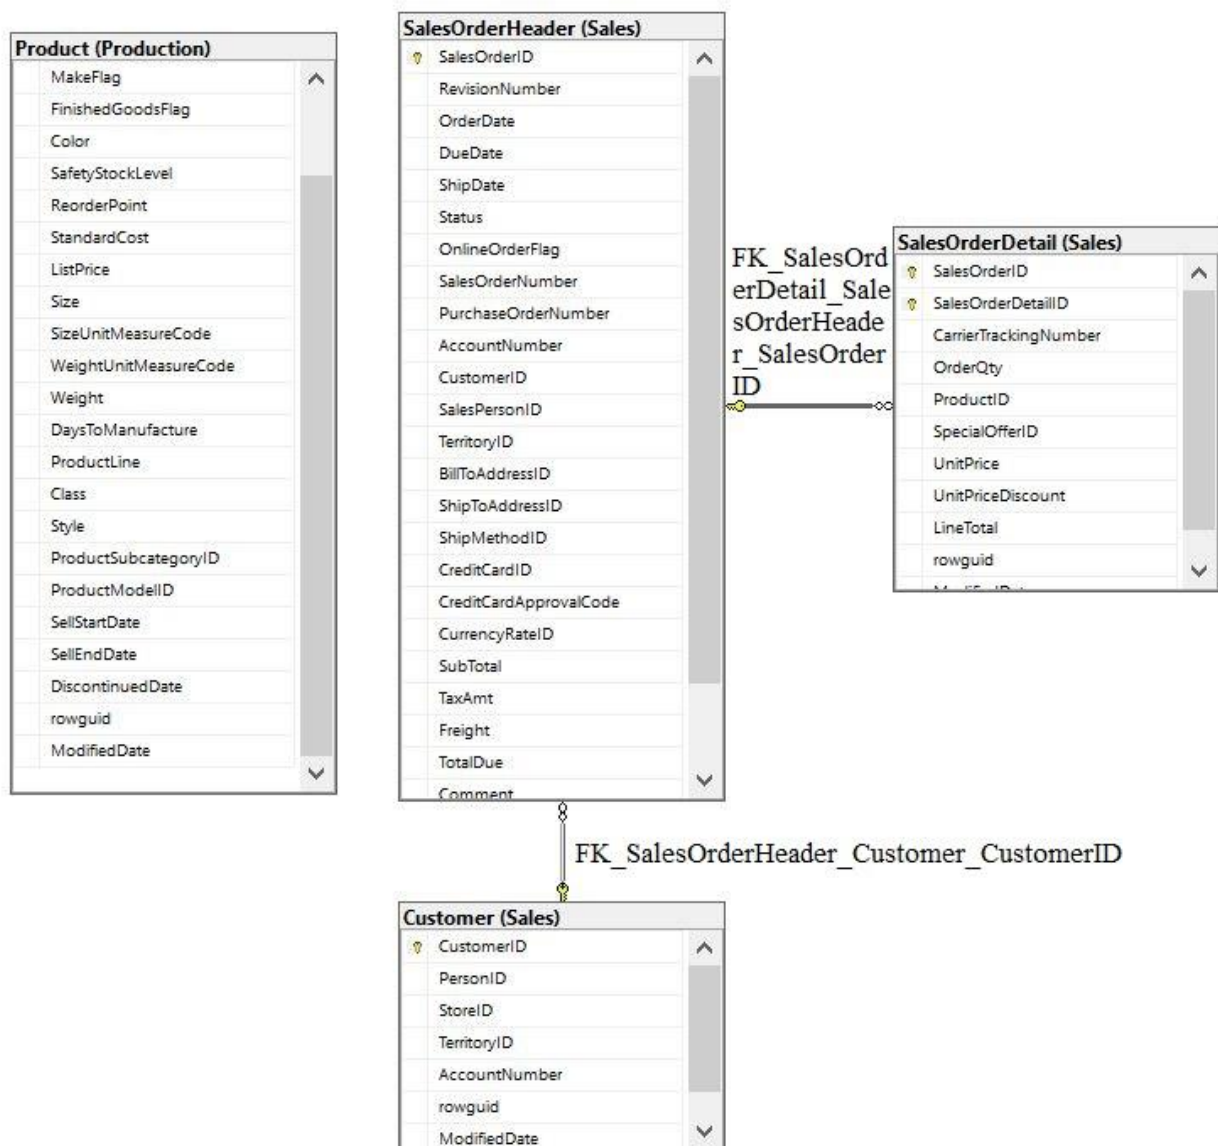 Product (Production)
MakeFlag
FinishedGoodsFlag
Color
SafetyStockLevel
ReorderPoint
StandardCost
ListPrice
Size
SizeUnitMeasureCode
WeightUnitMeasureCode
Weight
DaysToManufacture
ProductLine
Class
Style
ProductSubcategoryID
ProductModelID
SellStartDate
SellEndDate
DiscontinuedDate
rowguid
ModifiedDate
SalesOrderHeader (Sales)
SalesOrderID
RevisionNumber
OrderDate
DueDate
ShipDate
Status
OnlineOrderFlag
SalesOrderNumber
PurchaseOrderNumber
AccountNumber
CustomerID
SalesPersonID
TerritoryID
BillToAddressID
ShipToAddressID
ShipMethodID
CreditCardID
CreditCardApprovalCode
CurrencyRateID
SubTotal
TaxAmt
Freight
TotalDue
Comment
FK_SalesOrd
erDetail_Sale
sOrderHeade
r_SalesOrder
ID
SalesOrderDetail (Sales)
SalesOrderID
SalesOrderDetailID
CarrierTrackingNumber
OrderQty
ProductID
SpecialOfferID
UnitPrice
UnitPriceDiscount
LineTotal
rowguid
FK_SalesOrderHeader_Customer_CustomerID
Customer (Sales)
CustomerID
PersonID
StoreID
TerritoryID
AccountNumber
rowguid
ModifiedDate